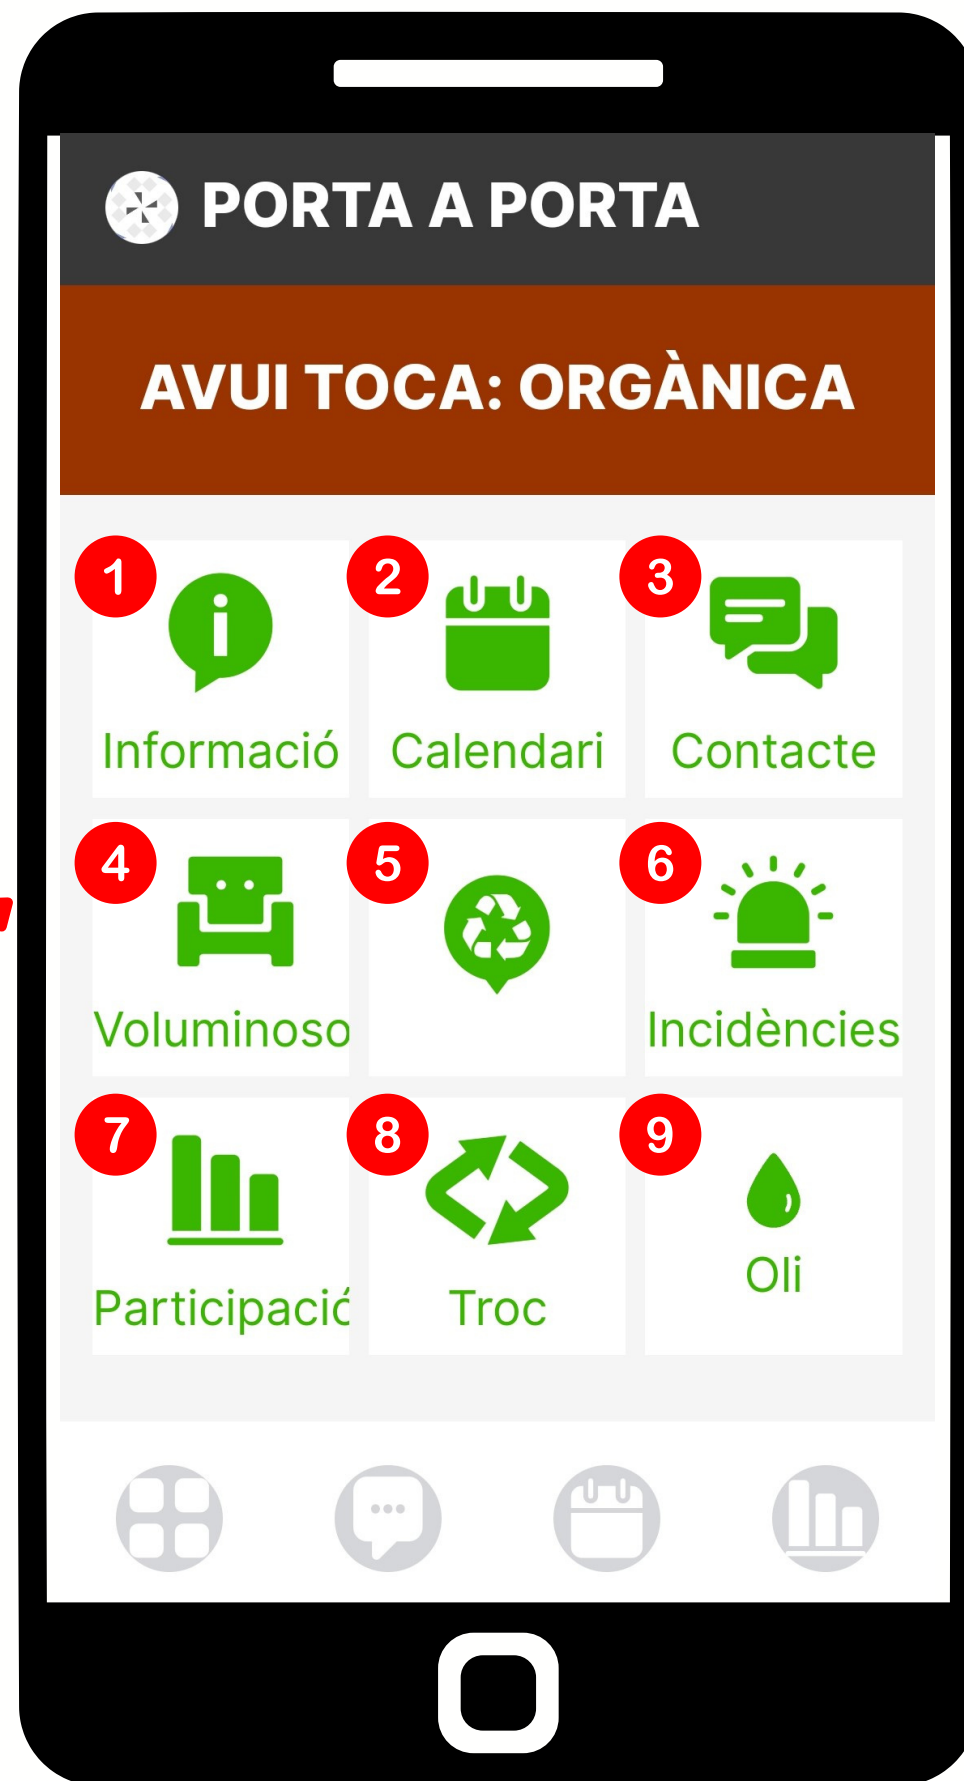 PORTA A PORTA
AVUI TOCA: ORGÀNICA
1 2 3
Informació Calendari Contacte
4 5 6
Voluminoso Incidències
7 8 9
Participació Troc Oli